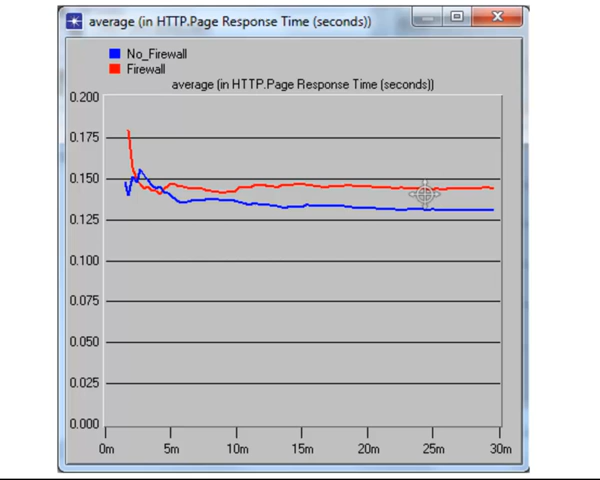 average (in HTTP.Page Response Time (seconds))
No_Firewall
Firewall
average (in HTTP.Page Response Time (seconds))
0.200
0.175
0.150
0.125
0.100
0.075
0.050
0.025
0.000
0m 5m 10m 15m 20m 25m 30m